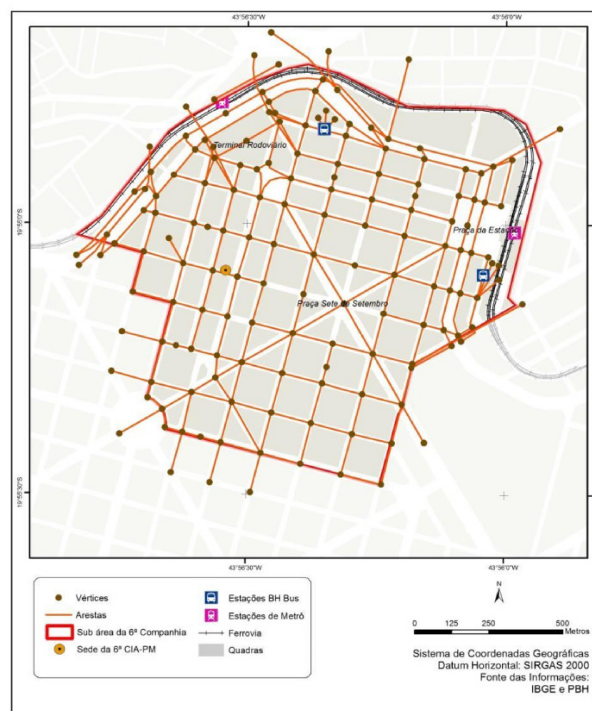 43°56'30"W
43°56'0"W
Terminal Rodoviário
19°55'0"S
Praça da Estação
Praça Sete de Setembro
19°55'30"S
43°56'30"W
43°56'0"W
Vértices
Arestas
Sub área da 6ª Companhia
Sede da 6ª CIA-PM
Estações BH Bus
Estações de Metrô
Ferrovia
Quadras
N
0 125 250 500
Metros
Sistema de Coordenadas Geográficas
Datum Horizontal: SIRGAS 2000
Fonte das Informações:
IBGE e PBH